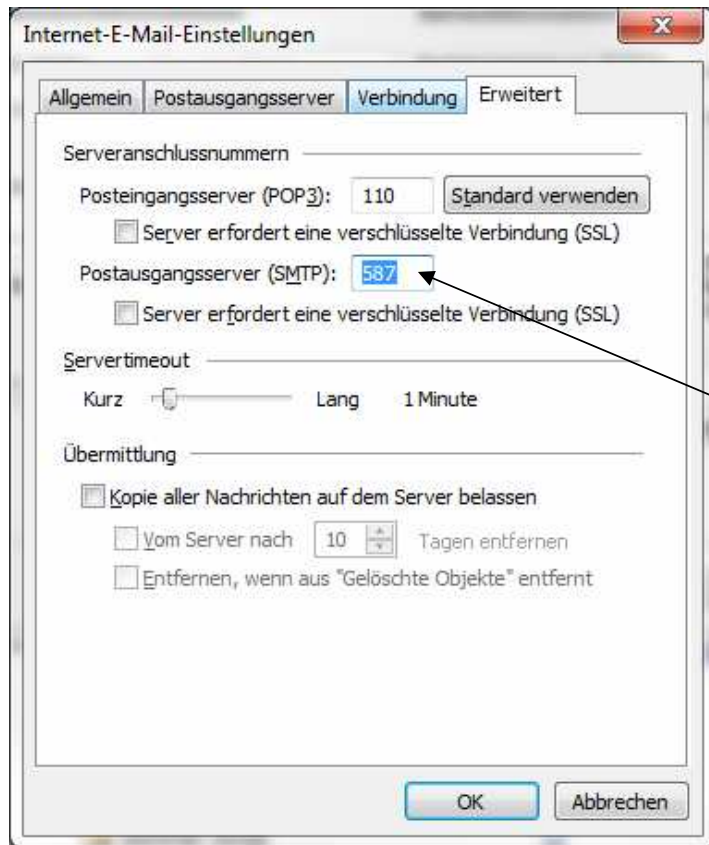 Internet-E-Mail-Einstellungen
Allgemein Postausgangsserver Verbindung Erweitert
Serveranschlussnummern
Posteingangsserver (POP3): 110 Standard verwenden
Server erfordert eine verschlüsselte Verbindung (SSL)
Postausgangsserver (SMTP): 587
Server erfordert eine verschlüsselte Verbindung (SSL)
Servertimeout
Kurz Lang 1 Minute
Übermittlung
Kopie aller Nachrichten auf dem Server belassen
Vom Server nach 10 Tagen entfernen
Entfernen, wenn aus "Gelöschte Objekte" entfernt
OK Abbrechen